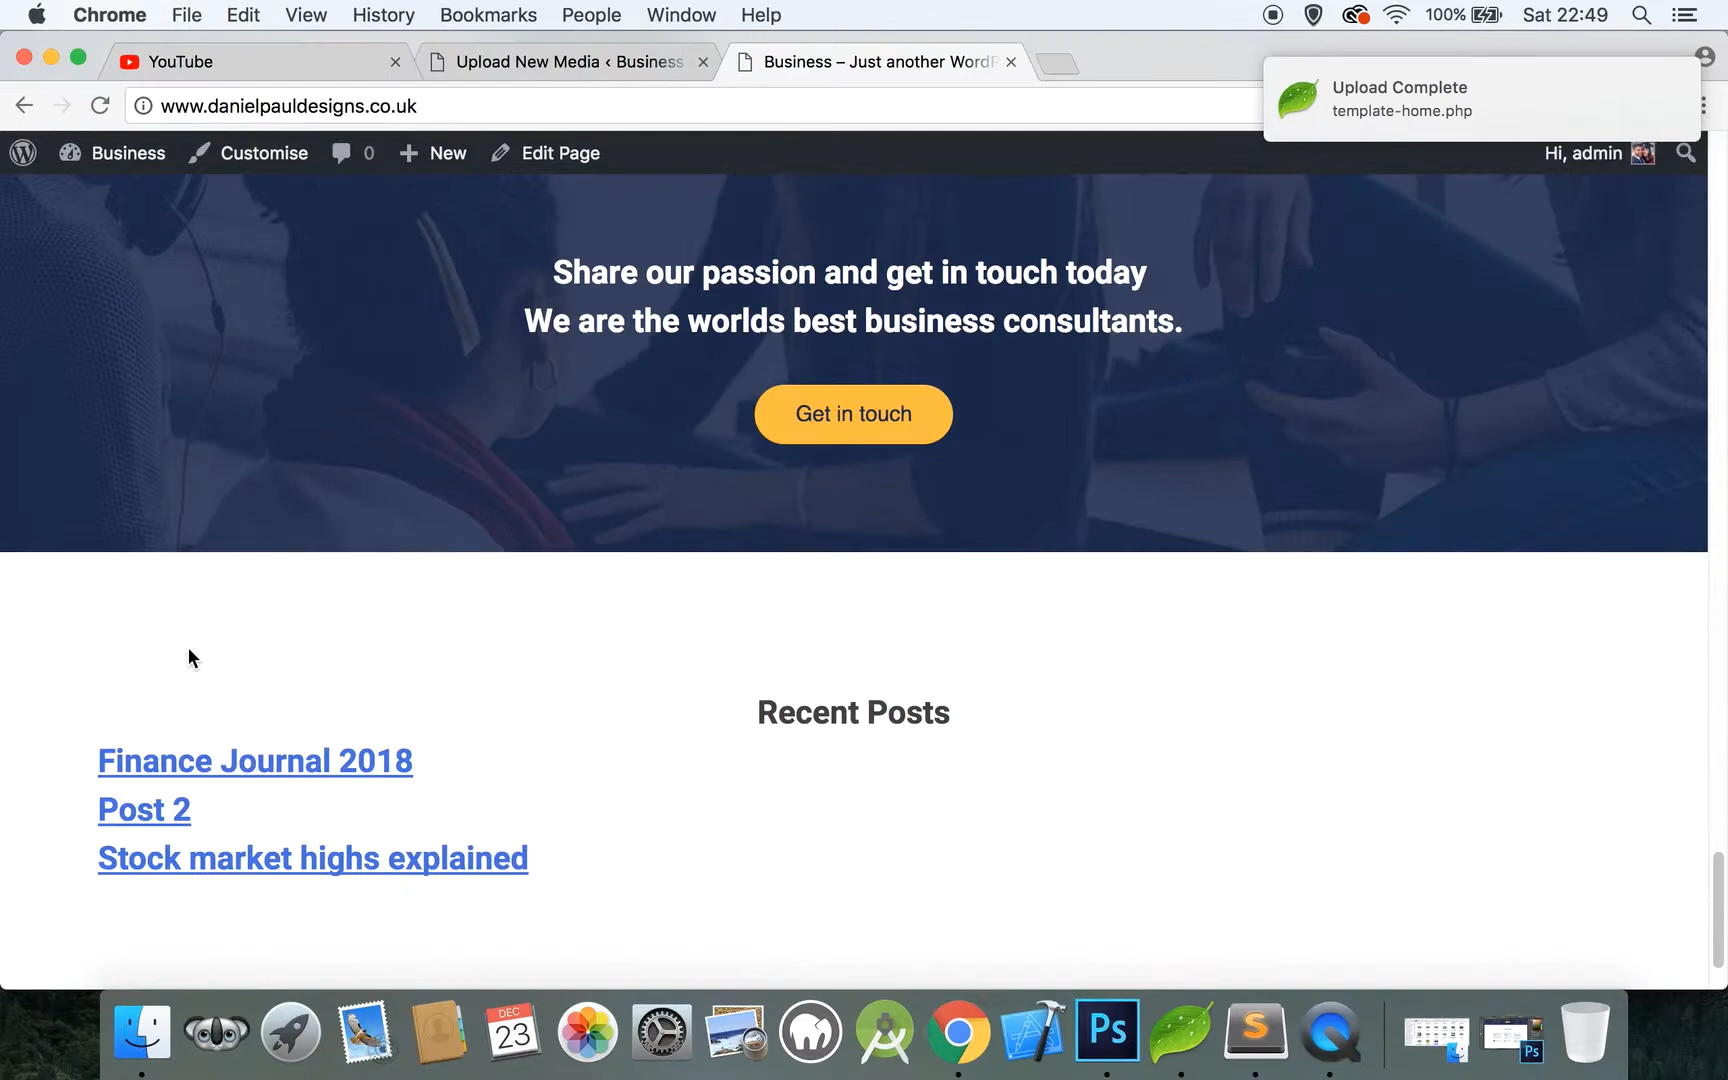 Chrome File Edit View History Bookmarks People Window Help 100% Sat 22:49
YouTube Upload New Media ‹ Business Business – Just another WordP
Upload Complete
template-home.php
www.danielpauldesigns.co.uk
Business Customise 0 New Edit Page Hi, admin
Share our passion and get in touch today
We are the worlds best business consultants.
Get in touch
Recent Posts
Finance Journal 2018
Post 2
Stock market highs explained
DEC
23
Ps
S
Ps